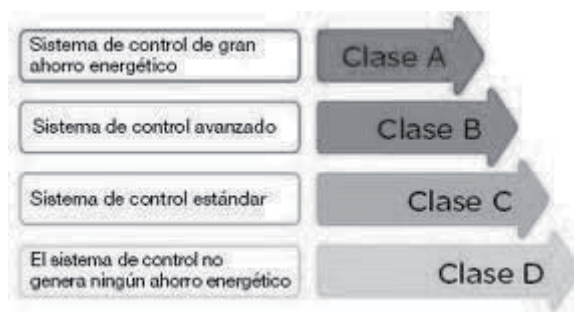 Sistema de control de gran
ahorro energético
Clase A
Sistema de control avanzado
Clase B
Sistema de control estándar
Clase C
El sistema de control no
genera ningún ahorro energético
Clase D